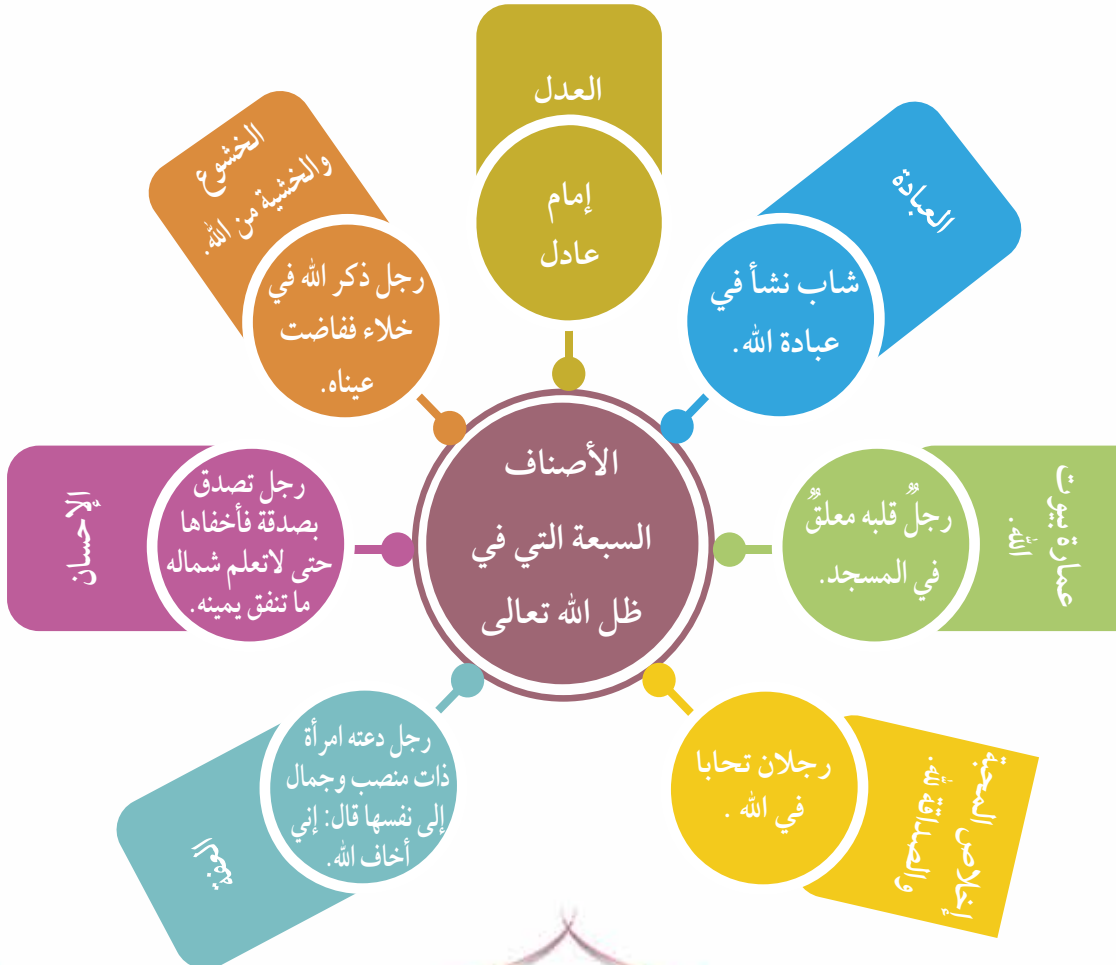 الأصناف
السبعة التي في
ظل الله تعالى
العدل
إمام
عادل
العبادة
شاب نشأ في
عبادة الله.
عمارة بيوت
الله.
رجلٌ قلبه معلقٌ
في المسجد.
إخلاص المحبة
والصداقة لله.
رجلان تحابا
في الله .
العفة
رجل دعته امرأة
ذات منصب وجمال
إلى نفسها قال: إني
أخاف الله.
الإحسان
رجل تصدق
بصدقة فأخفاها
حتى لاتعلم شماله
ما تنفق يمينه.
الخشوع
والخشية من الله.
رجل ذكر الله في
خلاء ففاضت
عيناه.